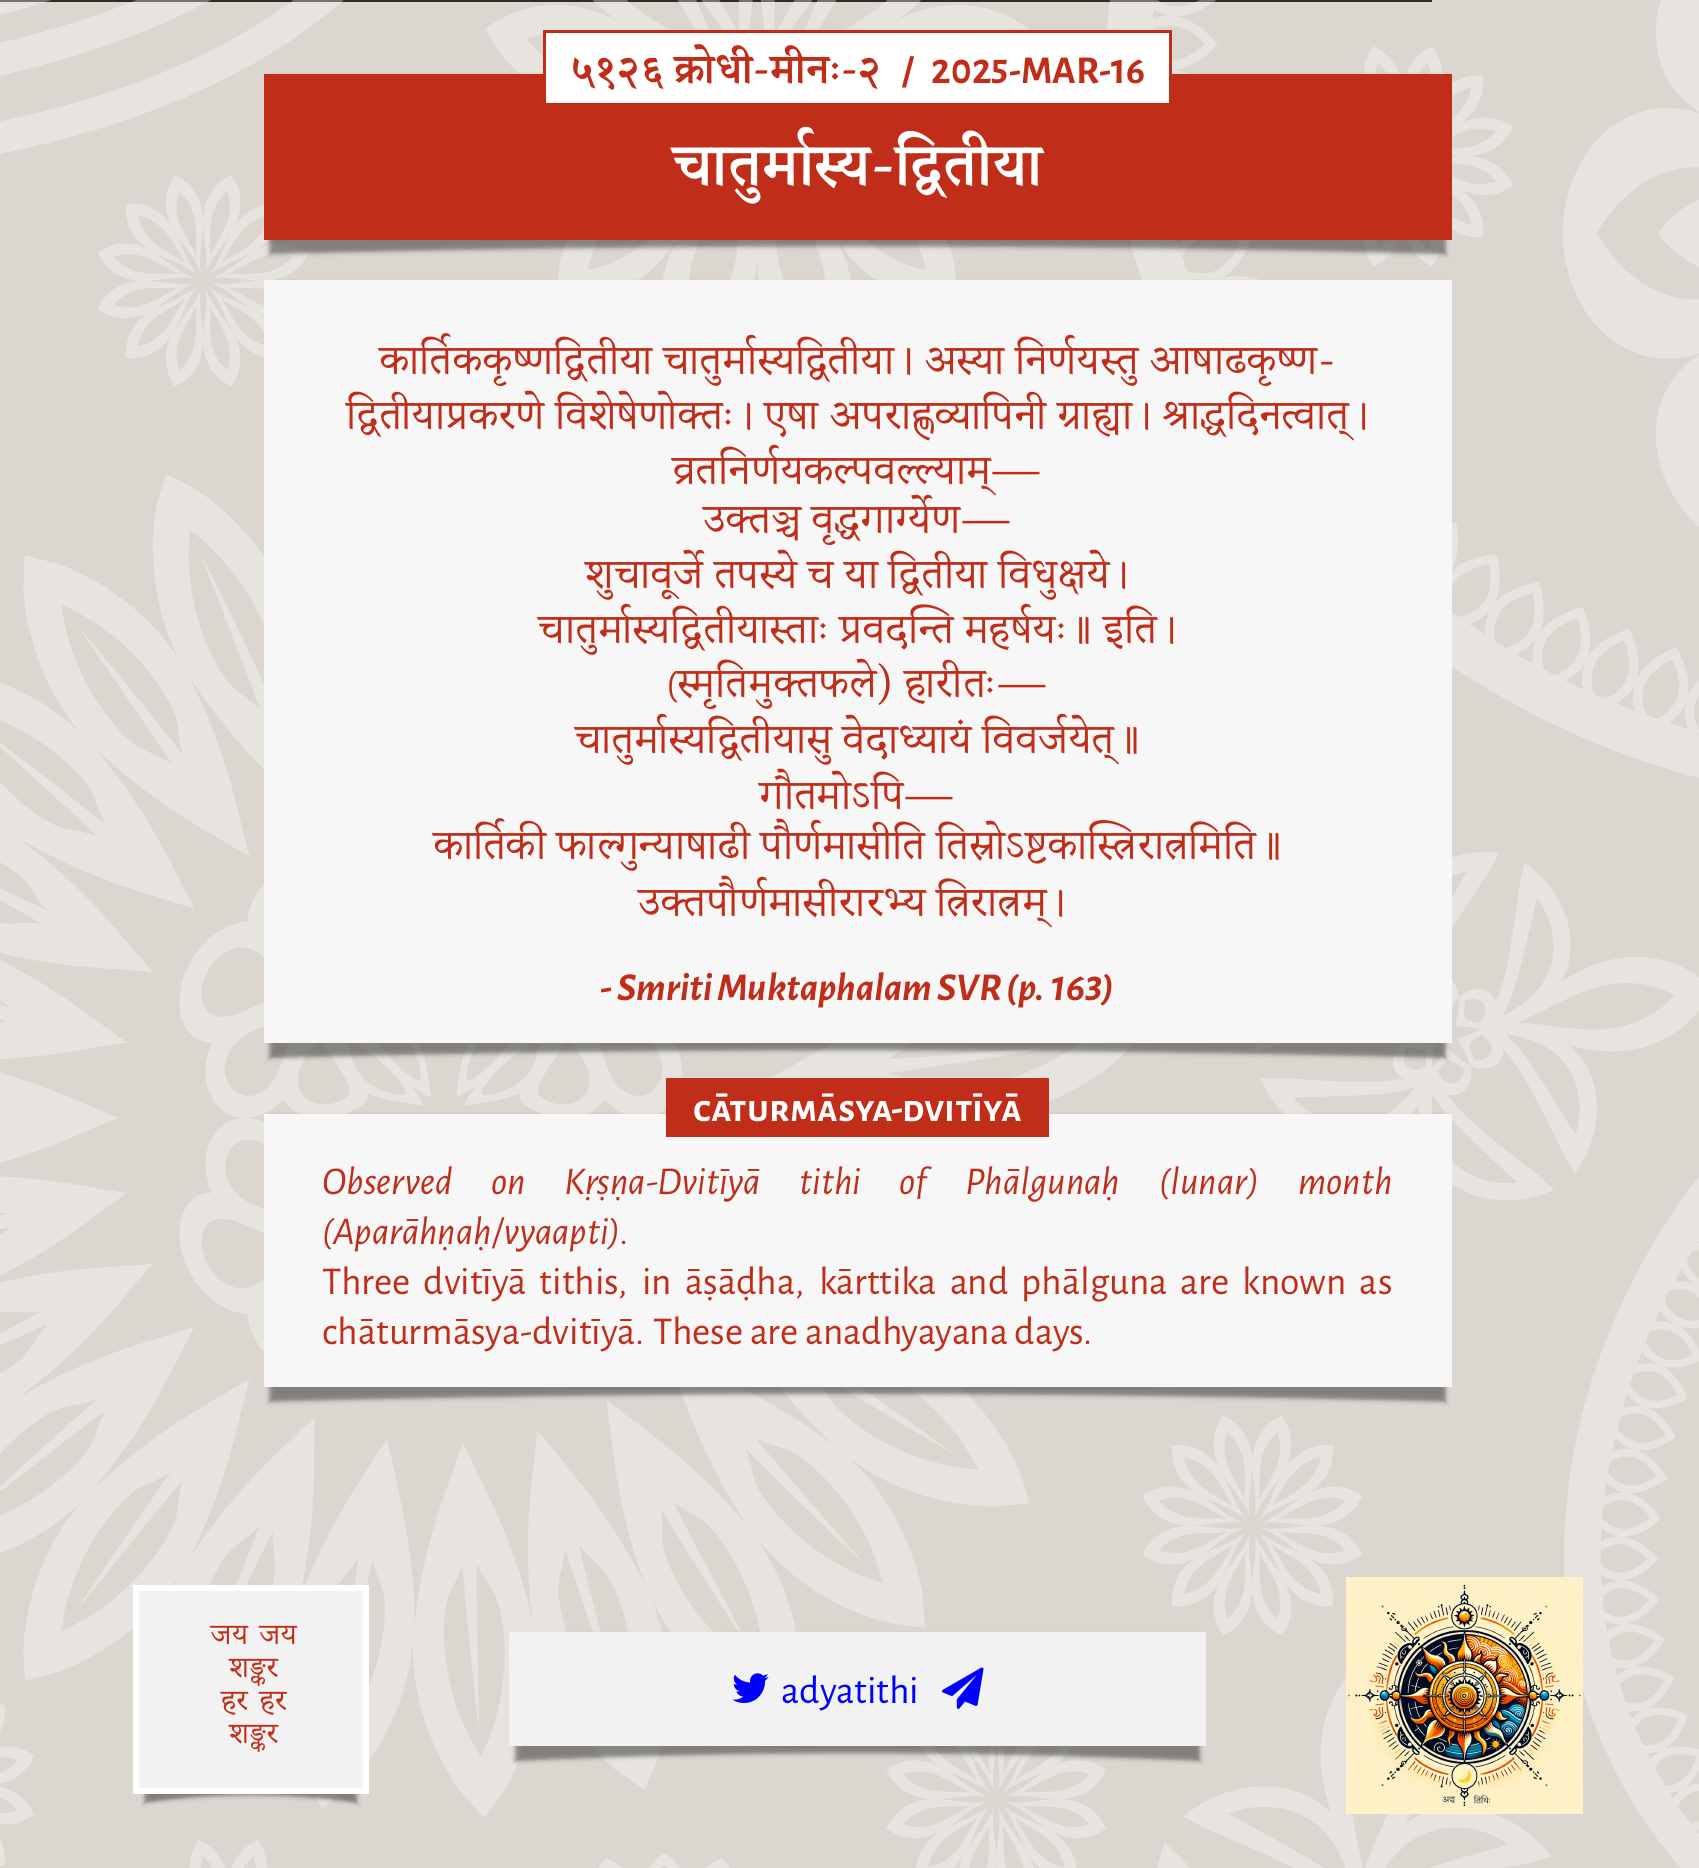 ५१२६ क्रोधी-मीनः-२ / 2025-MAR-16
चातुर्मास्य-द्वितीया
कार्तिककृष्णद्वितीया चातुर्मास्यद्वितीया। अस्या निर्णयस्तु आषाढकृष्ण-
द्वितीयाप्रकरणे विशेषेणोक्तः। एषा अपराह्णव्यापिनी ग्राह्या। श्राद्धदिनत्वात्।
व्रतनिर्णयकल्पवल्ल्याम्—
उक्तञ्च वृद्धगार्ग्येण—
शुचावूर्जे तपस्ये च या द्वितीया विधुक्षये।
चातुर्मास्यद्वितीयास्ताः प्रवदन्ति महर्षयः॥ इति।
(स्मृतिमुक्तफले) हारीतः—
चातुर्मास्यद्वितीयासु वेदाध्यायं विवर्जयेत्॥
गौतमोऽपि—
कार्तिकी फाल्गुन्याषाढी पौर्णमासीति तिस्रोऽष्टकास्त्रिरात्रमिति॥
उक्तपौर्णमासीरारभ्य त्रिरात्रम्।
- Smriti Muktaphalam SVR (p. 163)
CĀTURMĀSYA-DVITĪYĀ
Observed on Kṛṣṇa-Dvitīyā tithi of Phālgunaḥ (lunar) month
(Aparāhṇaḥ/vyaapti).
Three dvitīyā tithis, in āṣāḍha, kārttika and phālguna are known as
chāturmāsya-dvitīyā. These are anadhyayana days.
जय जय
शङ्कर
हर हर
शङ्कर
adyatithi
अद्य तिथिः